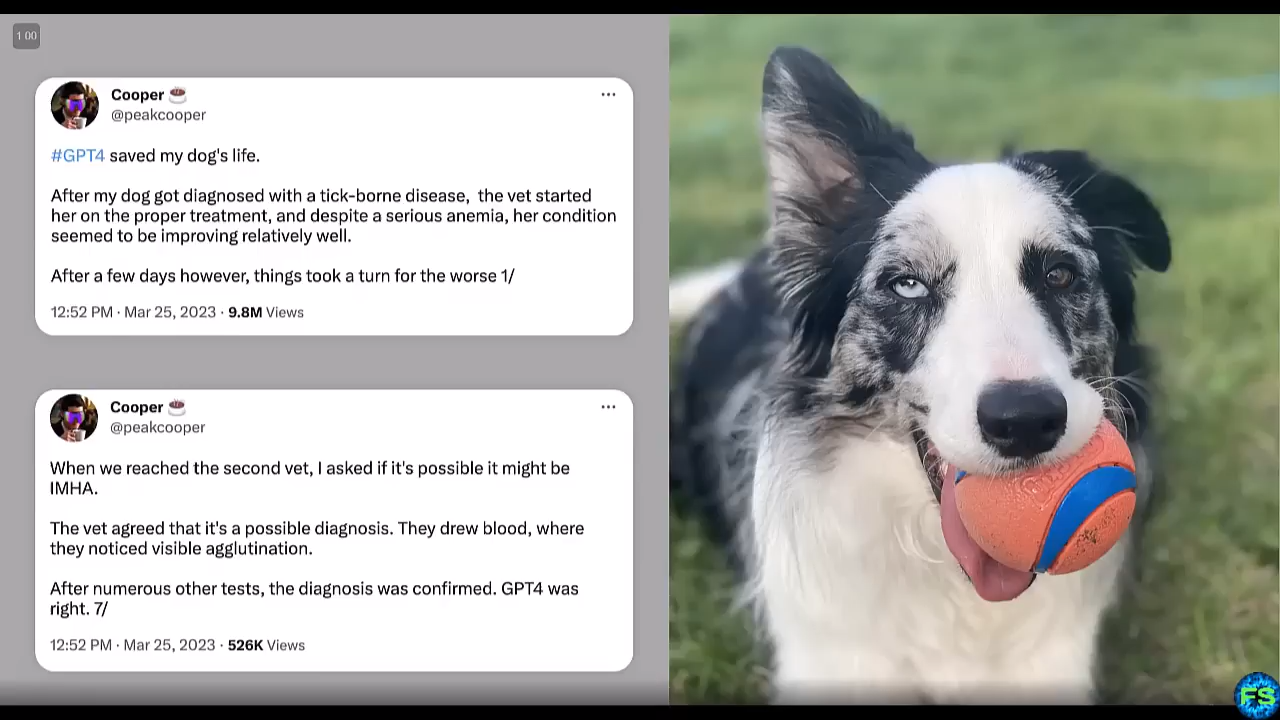 1 00
Cooper ☕
@peakcooper
#GPT4 saved my dog's life.
After my dog got diagnosed with a tick-borne disease,  the vet started
her on the proper treatment, and despite a serious anemia, her condition
seemed to be improving relatively well.
After a few days however, things took a turn for the worse 1/
12:52 PM · Mar 25, 2023 · 9.8M Views
Cooper ☕
@peakcooper
When we reached the second vet, I asked if it's possible it might be
IMHA.
The vet agreed that it's a possible diagnosis. They drew blood, where
they noticed visible agglutination.
After numerous other tests, the diagnosis was confirmed. GPT4 was
right. 7/
12:52 PM · Mar 25, 2023 · 526K Views
FS